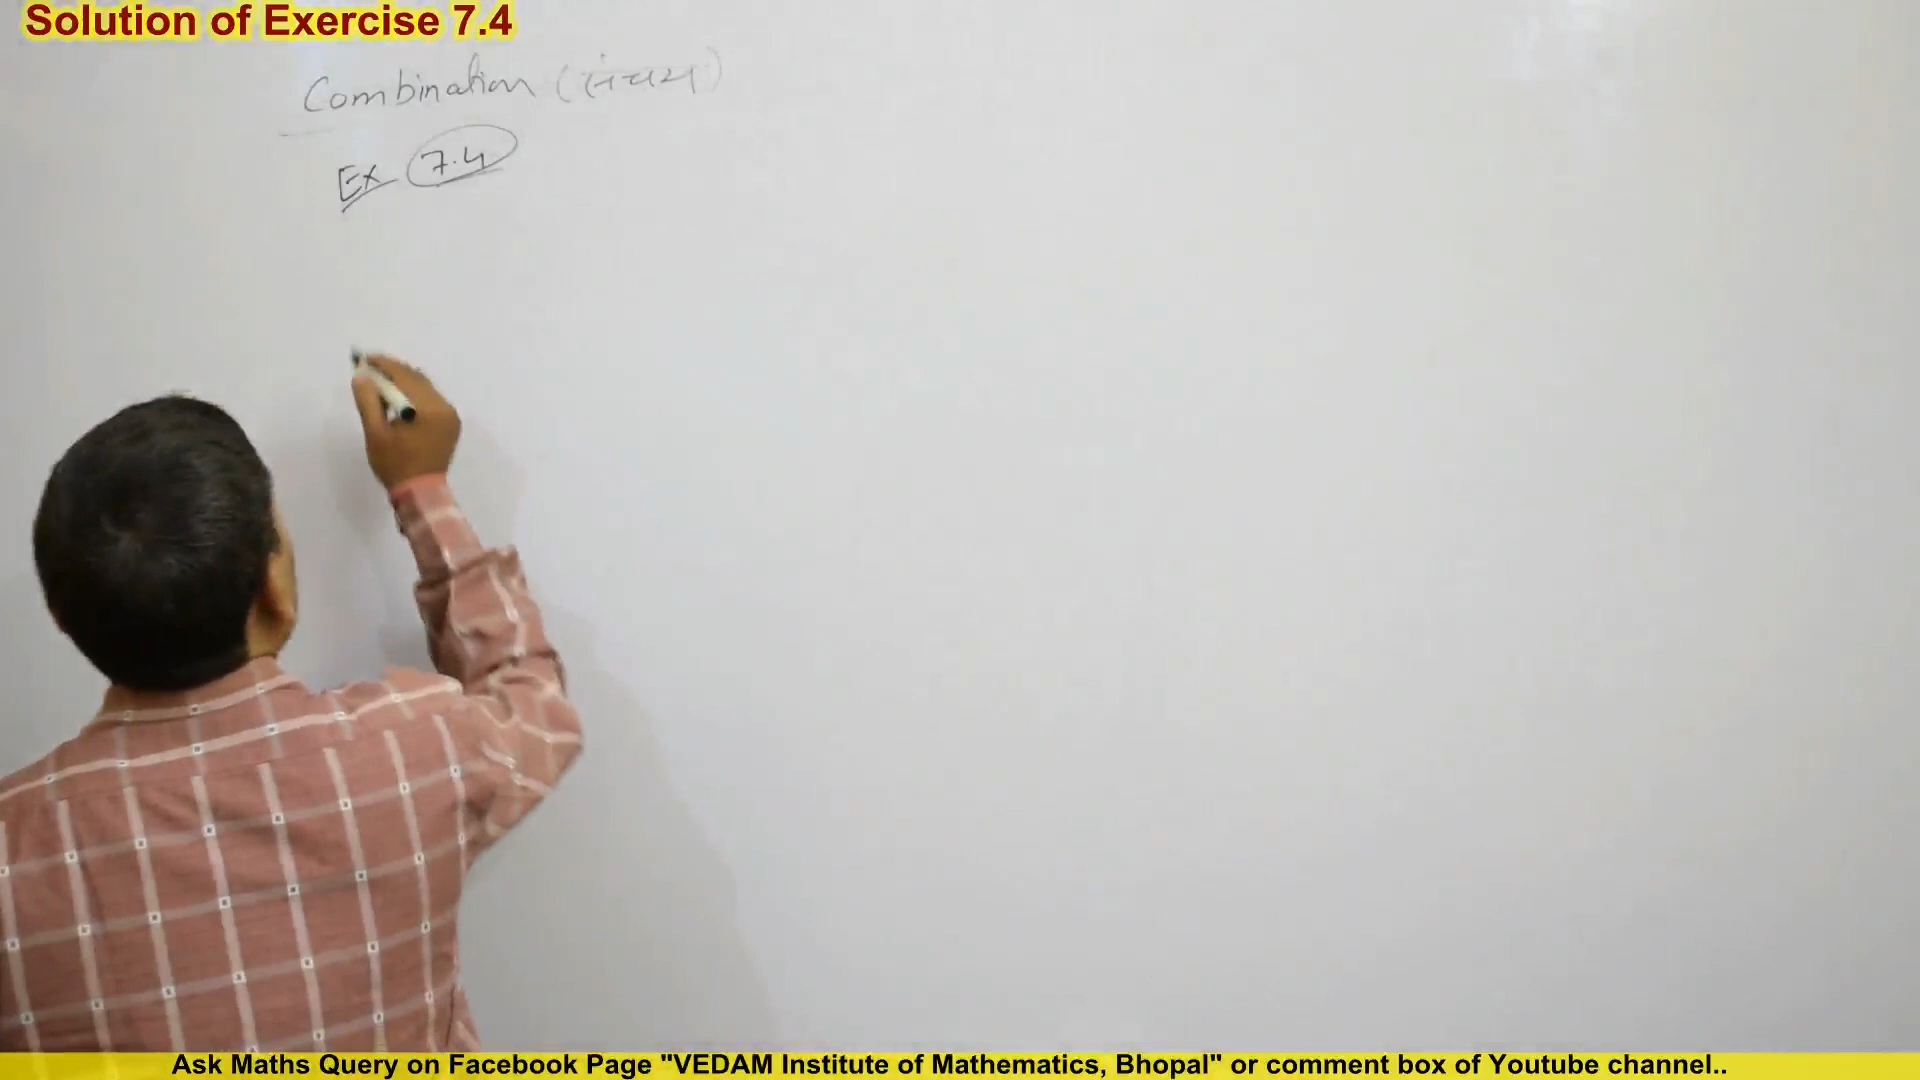 Solution of Exercise 7.4
Combination (संचय)
Ex 7.4
Ask Maths Query on Facebook Page "VEDAM Institute of Mathematics, Bhopal" or comment box of Youtube channel..